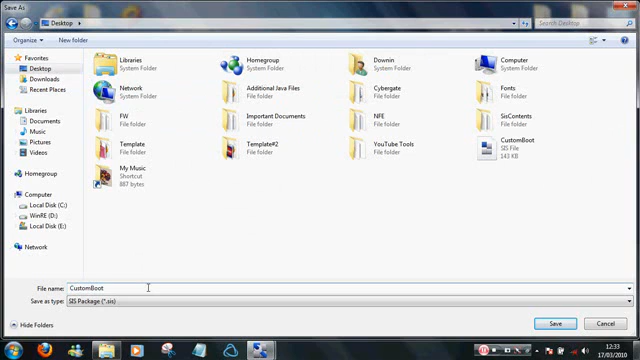 Save As
Desktop
Search Desktop
Organize
New folder
Favorites
Desktop
Downloads
Recent Places
Libraries
Documents
Music
Pictures
Videos
Homegroup
Computer
Local Disk (C:)
WinRE (D:)
Local Disk (E:)
Network
Libraries
System Folder
Homegroup
System Folder
Downin
System Folder
Computer
System Folder
Network
System Folder
Additional Java Files
File folder
Cybergate
File folder
Fonts
File folder
FW
File folder
Important Documents
File folder
NFE
File folder
SisContents
File folder
Template
File folder
Template#2
File folder
YouTube Tools
File folder
CustomBoot
SIS File
143 KB
My Music
Shortcut
867 bytes
File name:
CustomBoot
Save as type:
SIS Package (*.sis)
Hide Folders
Save
Cancel
12:33
17/03/2010